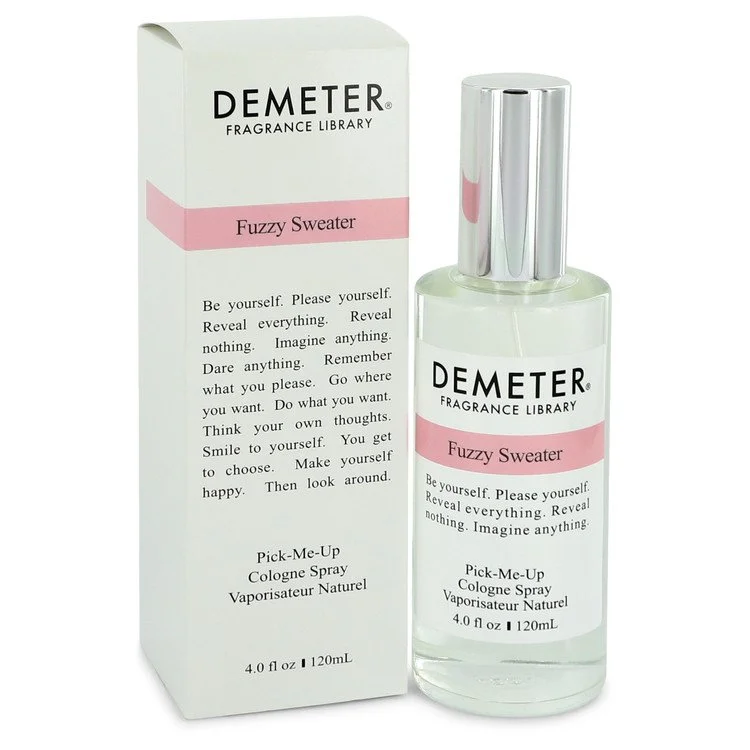 DEMETER®
FRAGRANCE LIBRARY
Fuzzy Sweater
Be yourself. Please yourself.
Reveal everything. Reveal
nothing. Imagine anything.
Dare anything. Remember
what you please. Go where
you want. Do what you want.
Think your own thoughts.
Smile to yourself. You get
to choose. Make yourself
happy. Then look around.
Pick-Me-Up
Cologne Spray
Vaporisateur Naturel
4.0 fl oz | 120mL
DEMETER®
FRAGRANCE LIBRARY
Fuzzy Sweater
Be yourself. Please yourself.
Reveal everything. Reveal
nothing. Imagine anything.
Pick-Me-Up
Cologne Spray
Vaporisateur Naturel
4.0 fl oz | 120mL